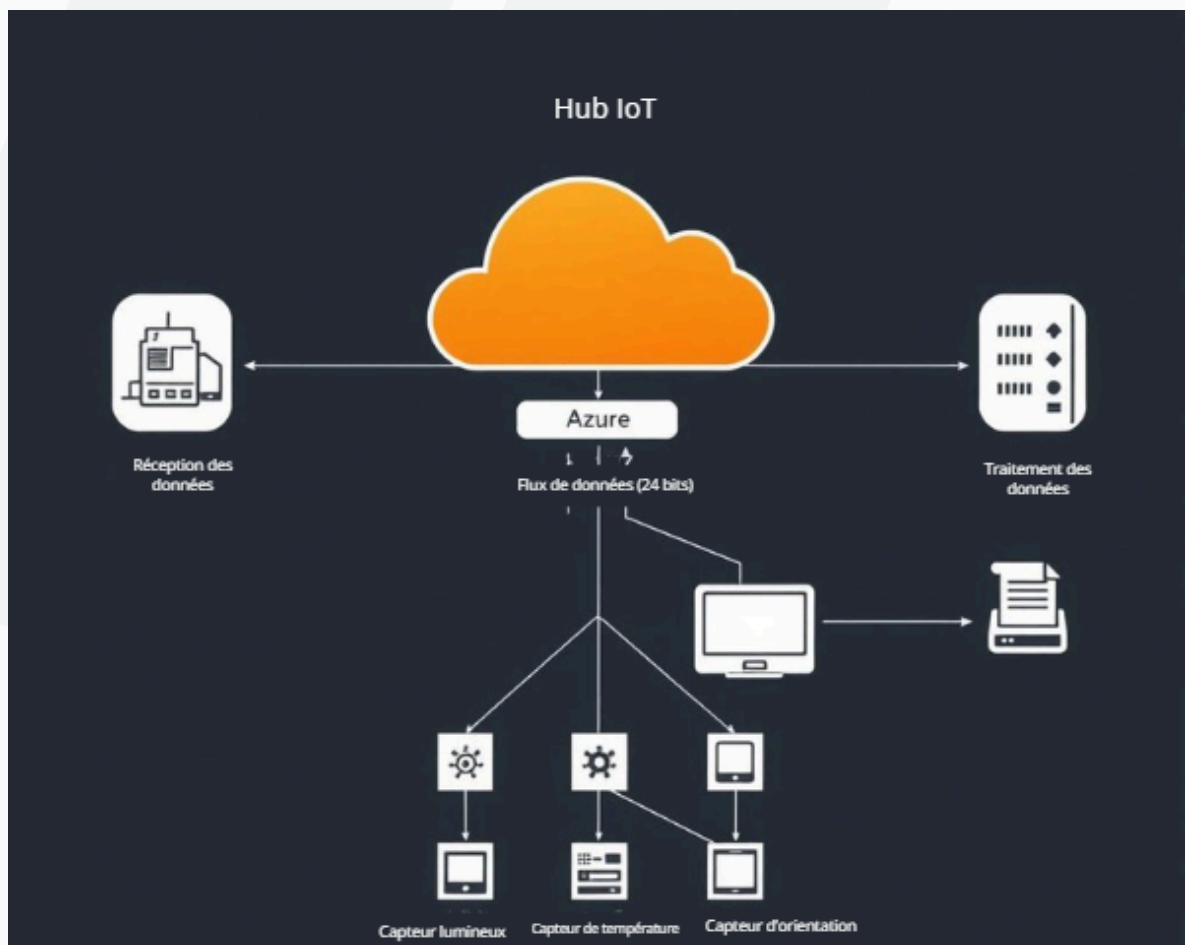 Hub IoT
Azure
Réception des
données
Flux de données (24 bits)
Traitement des
données
Capteur lumineux
Capteur de température
Capteur d'orientation